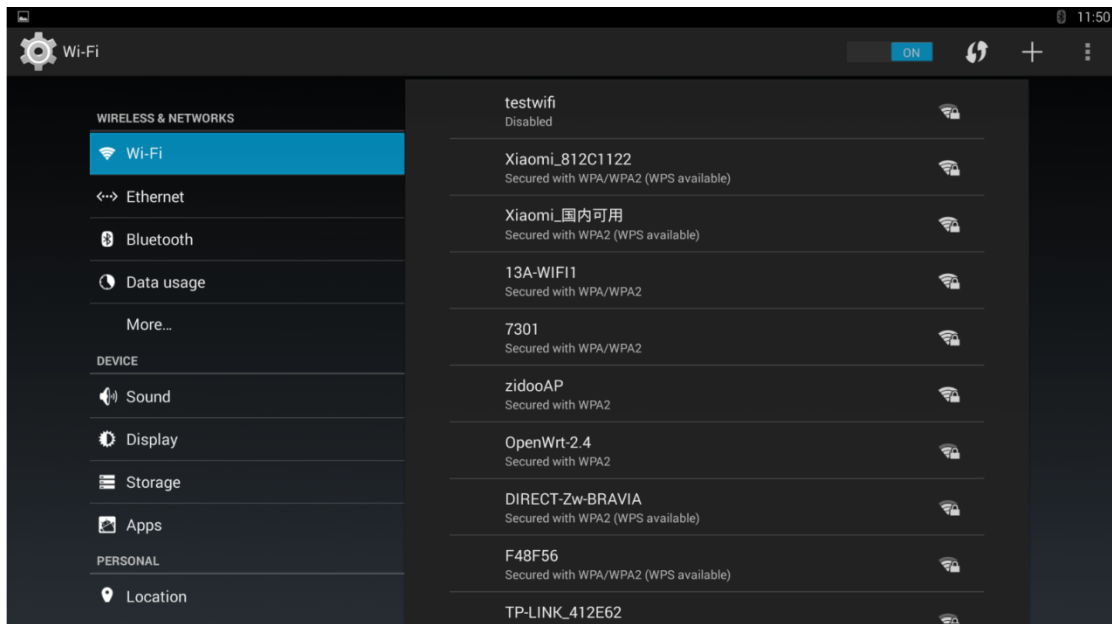 11:50
Wi-Fi
ON
WIRELESS & NETWORKS
Wi-Fi
Ethernet
Bluetooth
Data usage
More...
DEVICE
Sound
Display
Storage
Apps
PERSONAL
Location
testwifi
Disabled
Xiaomi_812C1122
Secured with WPA/WPA2 (WPS available)
Xiaomi_国内可用
Secured with WPA2 (WPS available)
13A-WIFI1
Secured with WPA/WPA2
7301
Secured with WPA/WPA2
zidooAP
Secured with WPA2
OpenWrt-2.4
Secured with WPA2
DIRECT-Zw-BRAVIA
Secured with WPA2 (WPS available)
F48F56
Secured with WPA/WPA2 (WPS available)
TP-LINK_412E62